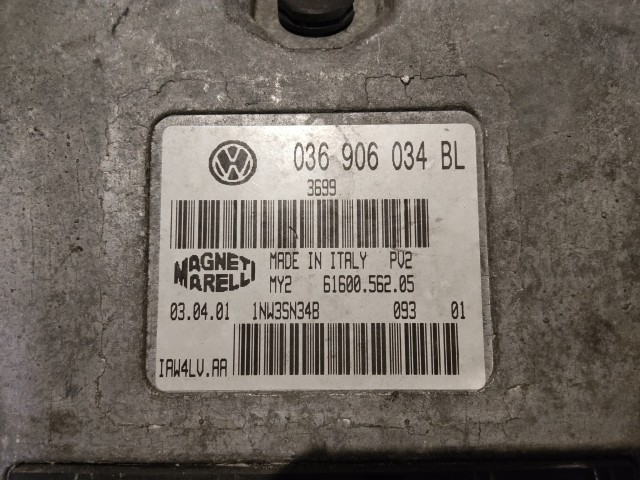 VW 036 906 034 BL
3699
MAGNETI MARELLI
MADE IN ITALY PV2
MY2 61600.562.05
03.04.01 1NW3SN34B 093 01
IAW4LV.AA